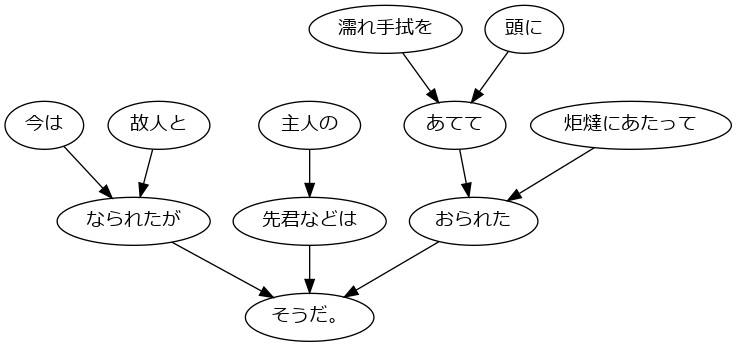 濡れ手拭を
頭に
今は
故人と
主人の
あてて
炬燵にあたって
なられたが
先君などは
おられた
そうだ。